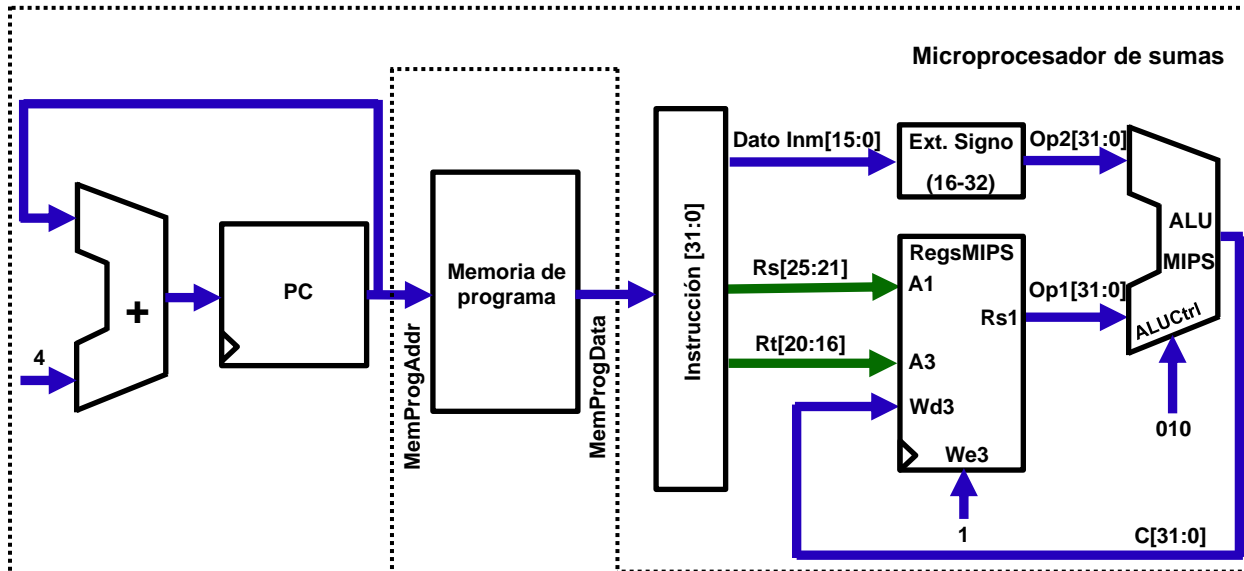 Microprocesador de sumas
4
+
PC
MemProgAddr
Memoria de
programa
MemProgData
Instrucción [31:0]
Dato Inm[15:0]
Ext. Signo
(16-32)
Op2[31:0]
Rs[25:21]
Rt[20:16]
RegsMIPS
A1
Rs1
A3
Wd3
We3
1
Op1[31:0]
ALU
MIPS
ALUCtrl
010
C[31:0]